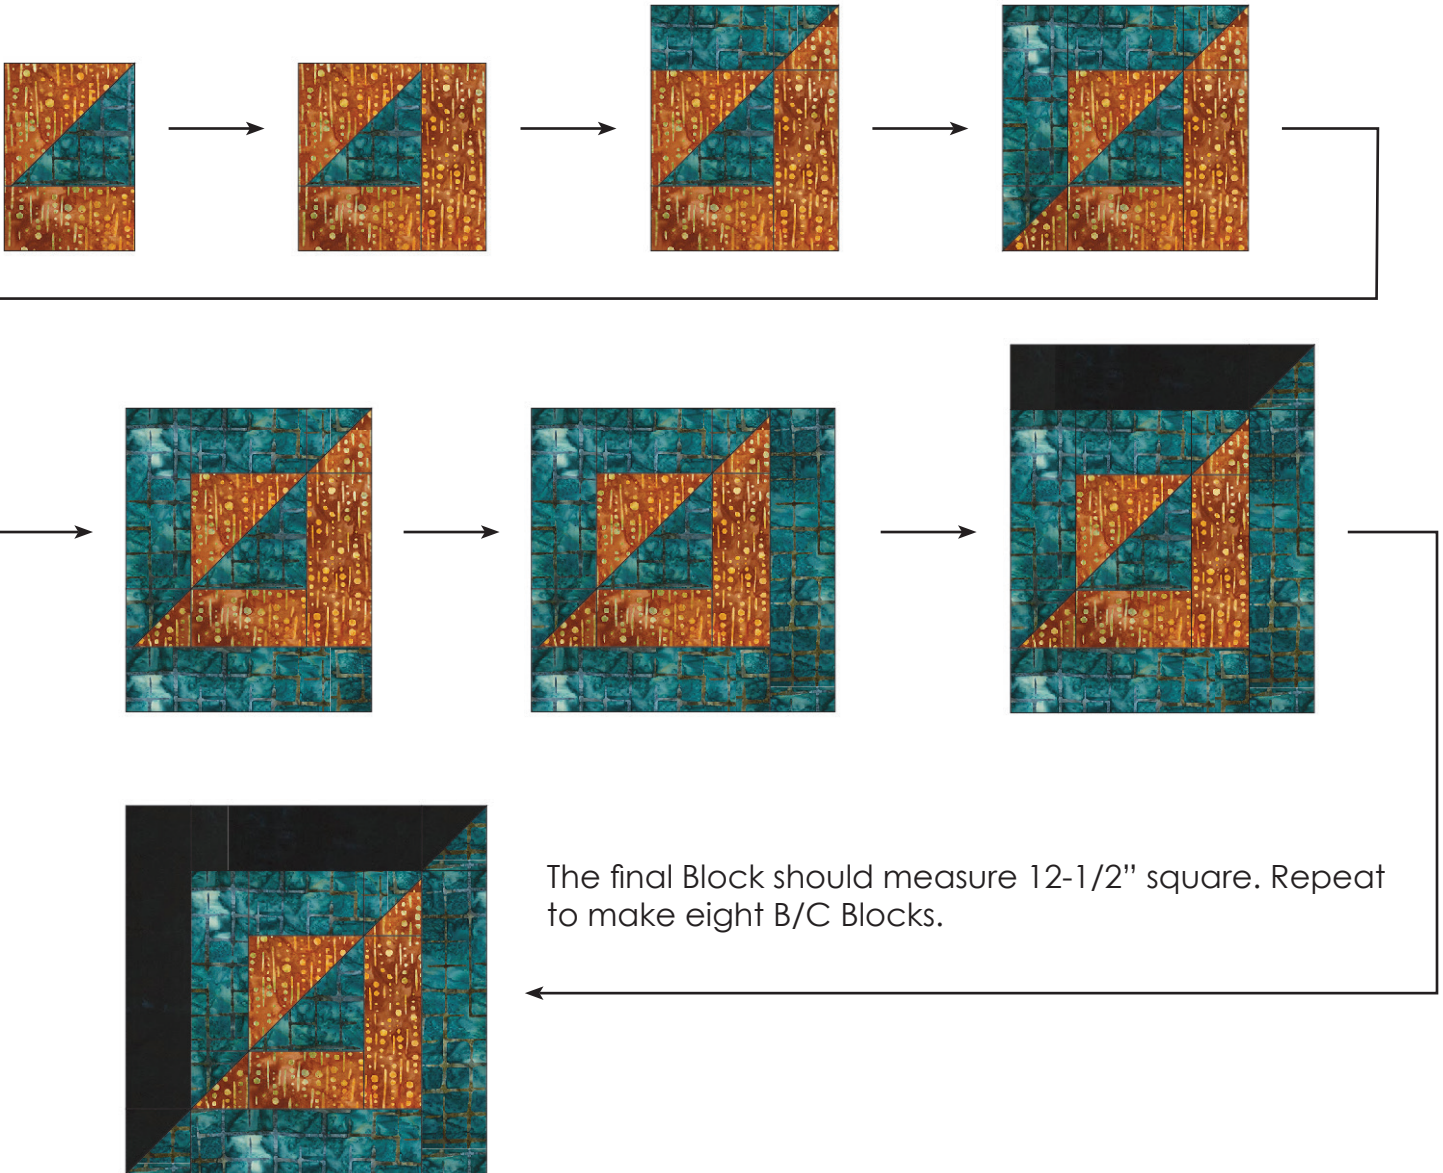 The final Block should measure 12-1/2” square. Repeat
to make eight B/C Blocks.